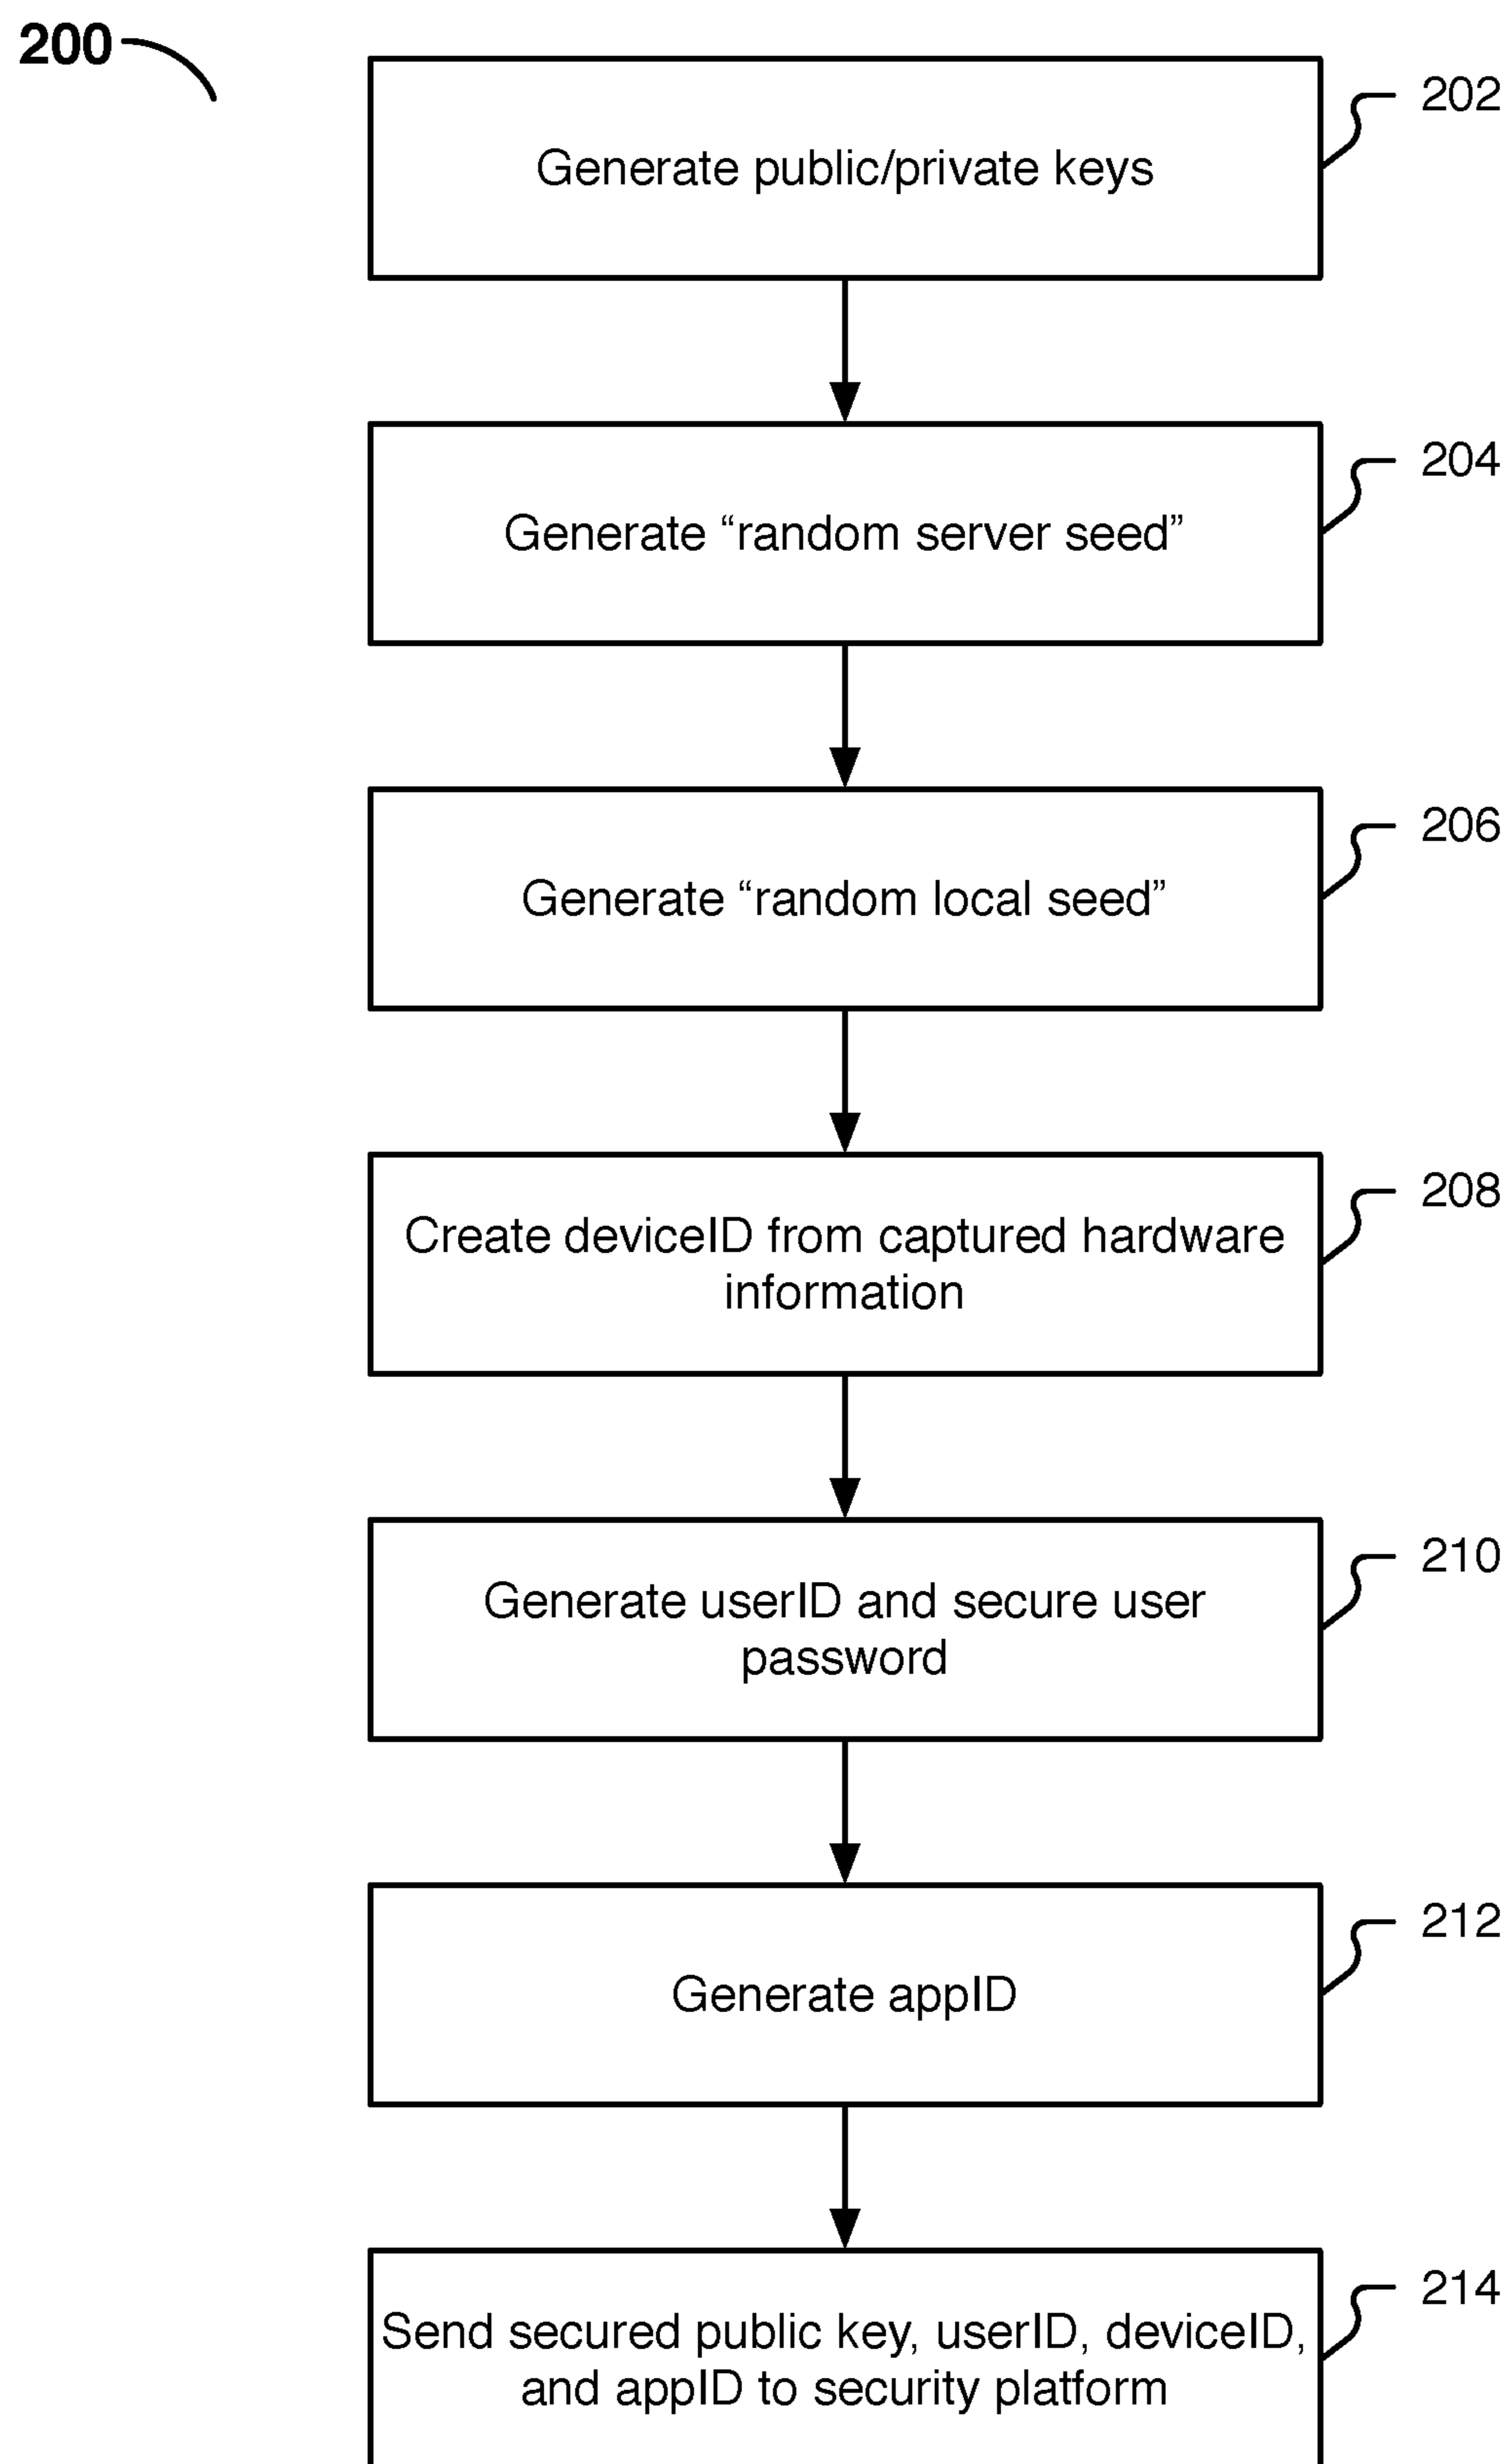 200
202
Generate public/private keys
204
Generate “random server seed”
206
Generate “random local seed”
208
Create deviceID from captured hardware
information
210
Generate userID and secure user
password
212
Generate appID
214
Send secured public key, userID, deviceID,
and appID to security platform